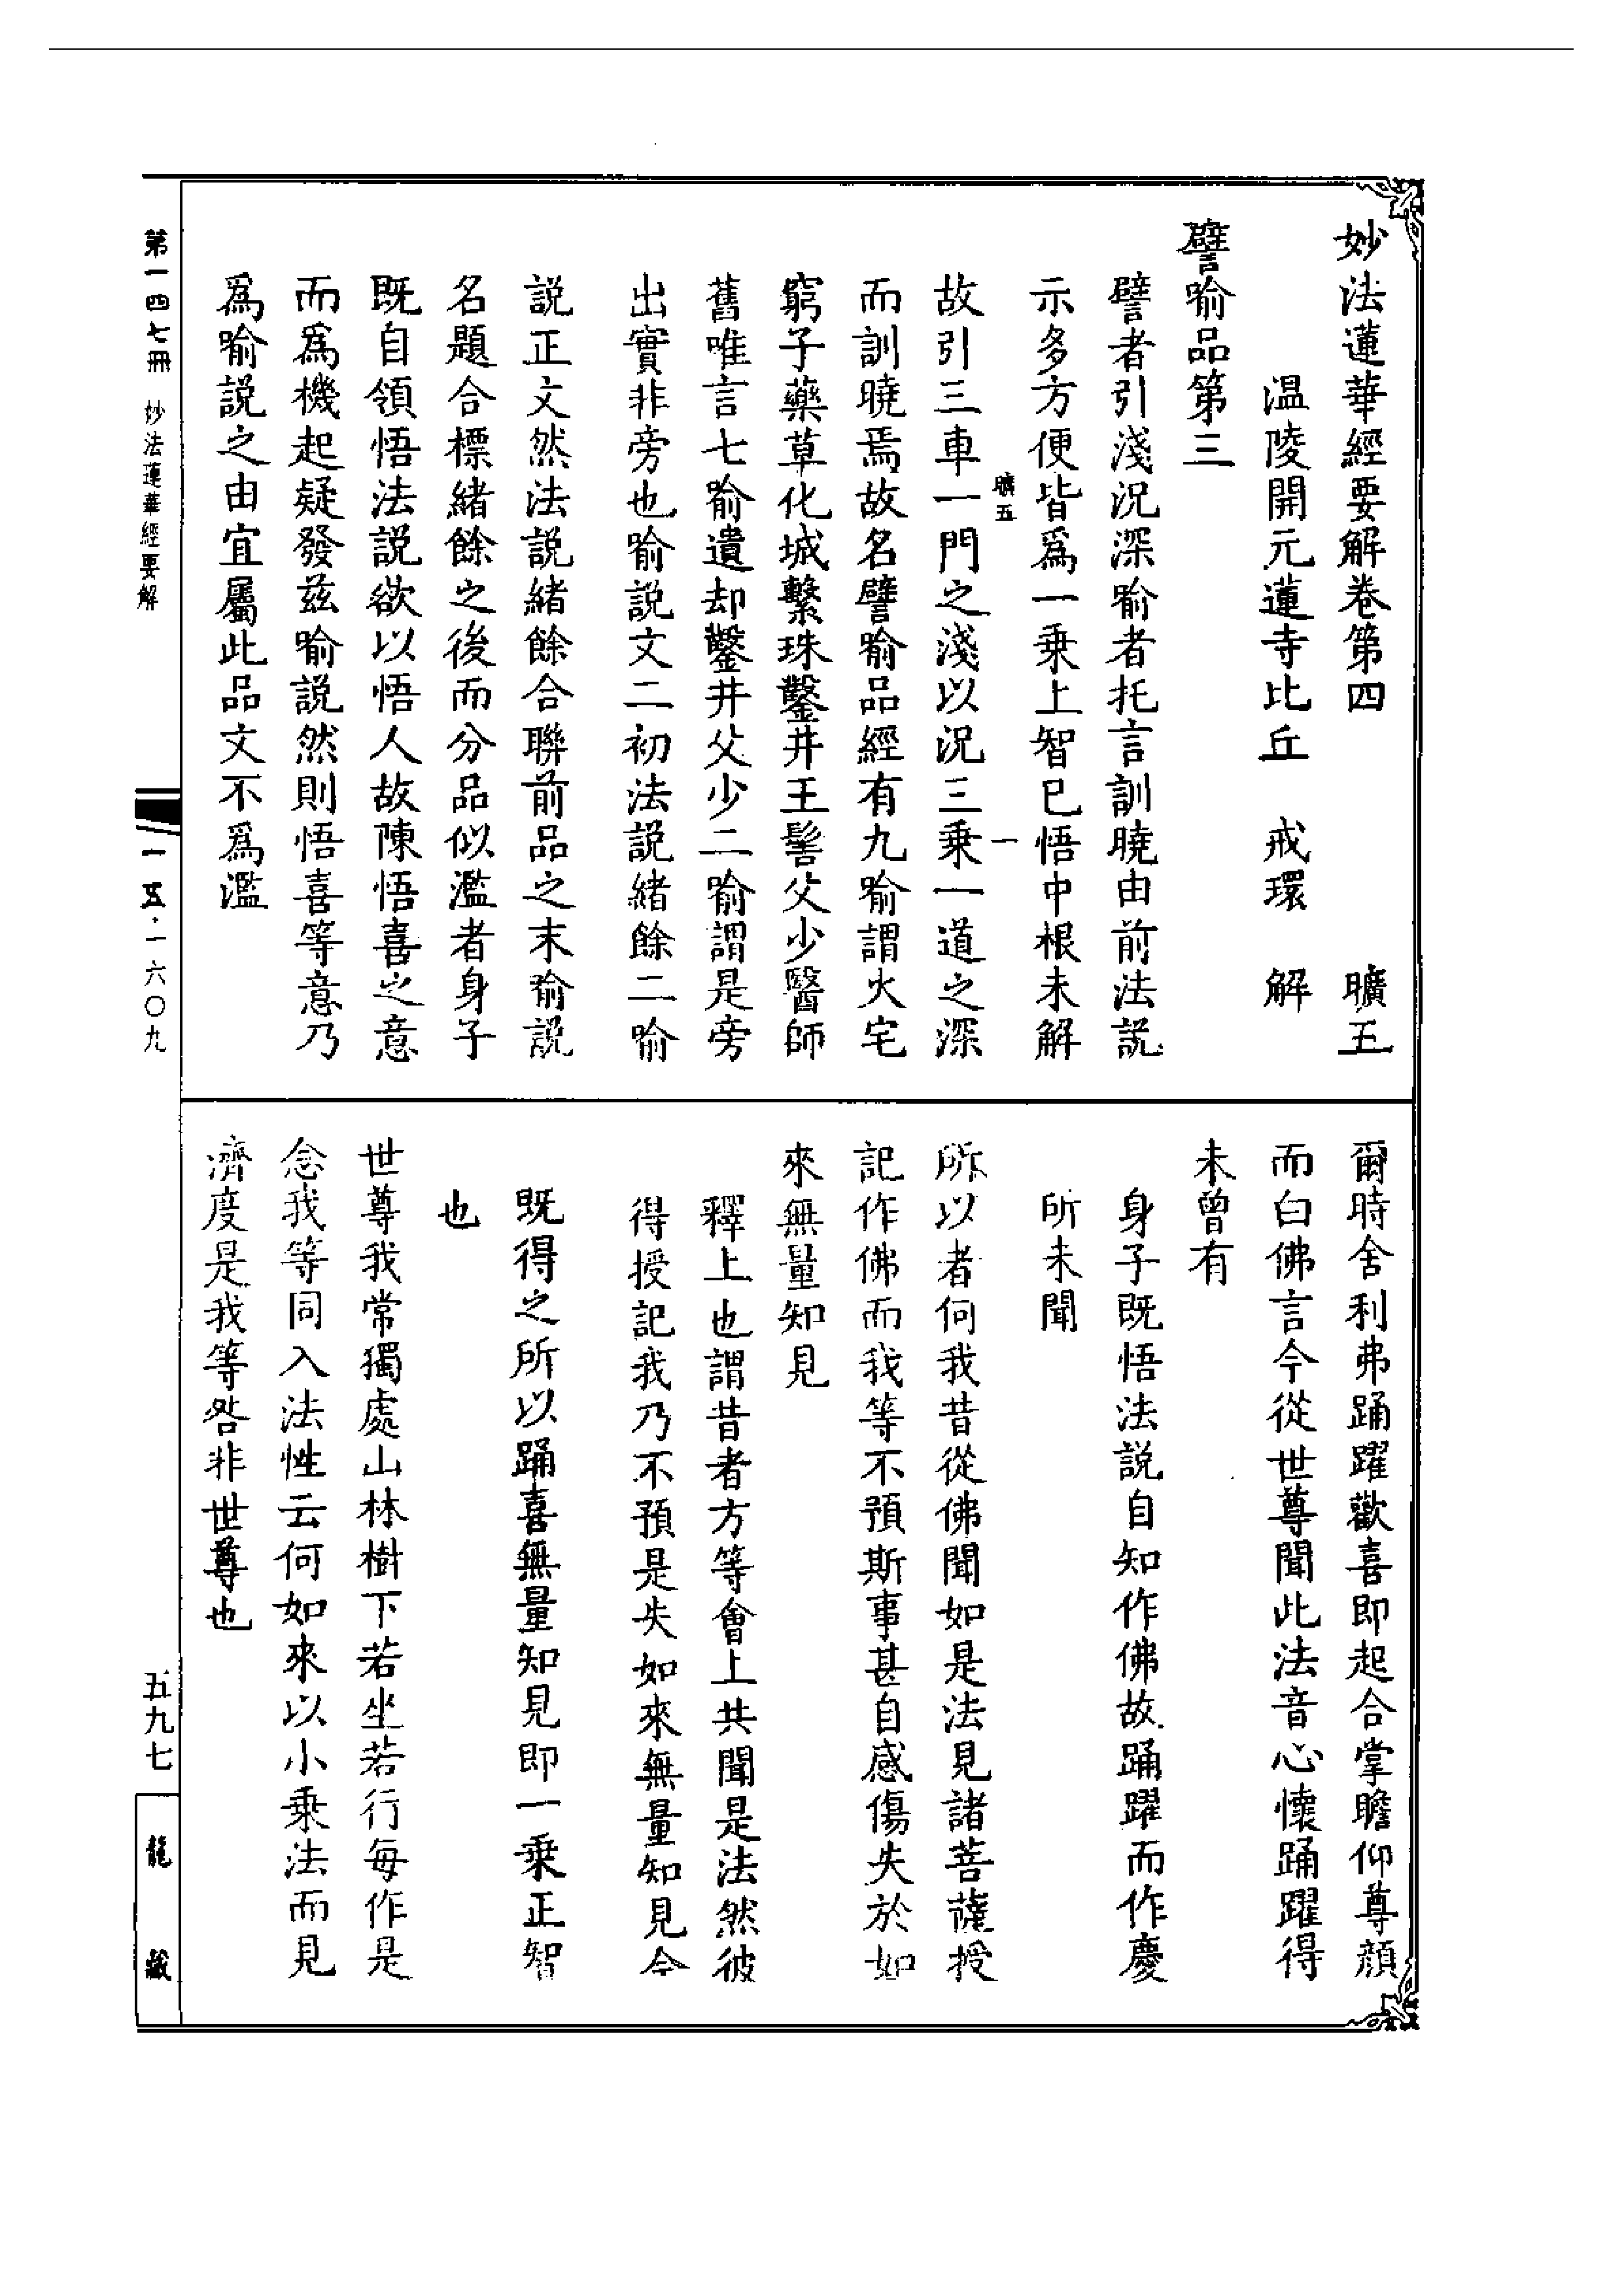 妙法蓮華經要解卷第四　曠五
温陵開元蓮寺比丘　戒環　解
譬喻品第三
譬者引淺況深喻者托言訓曉由前法說
示多方便皆爲一乘上智已悟中根未解
曠五　一
故引三車一門之淺以況三乘一道之深
而訓曉焉故名譬喻品經有九喻謂火宅
窮子藥草化城繫珠鑿井王髻父少醫師
舊唯言七喻遺却鑿井父少二喻謂是旁
出實非旁也喻說文二初法說緒餘二喻
說正文然法說緒餘合聯前品之末喻說
名題合標緒餘之後而分品似濫者身子
既自領悟法說欲以悟人故陳悟喜之意
而爲機起疑發兹喻說然則悟喜等意乃
爲喻說之由宜屬此品文不爲濫
爾時舍利弗踊躍歡喜即起合掌瞻仰尊顔
而白佛言今從世尊聞此法音心懷踊躍得
未曾有
身子既悟法說自知作佛故踊躍而作慶
所未聞
所以者何我昔從佛聞如是法見諸菩薩授
記作佛而我等不預斯事甚自感傷失於如
來無量知見
釋上也謂昔者方等會上共聞是法然彼
得授記我乃不預是失如來無量知見今
既得之所以踊喜無量知見即一乘正智
也
世尊我常獨處山林樹下若坐若行每作是
念我等同入法性云何如來以小乘法而見
濟度是我等咎非世尊也
第一四七冊　妙法蓮華經要解
一五·一六〇九
五九七
龍藏